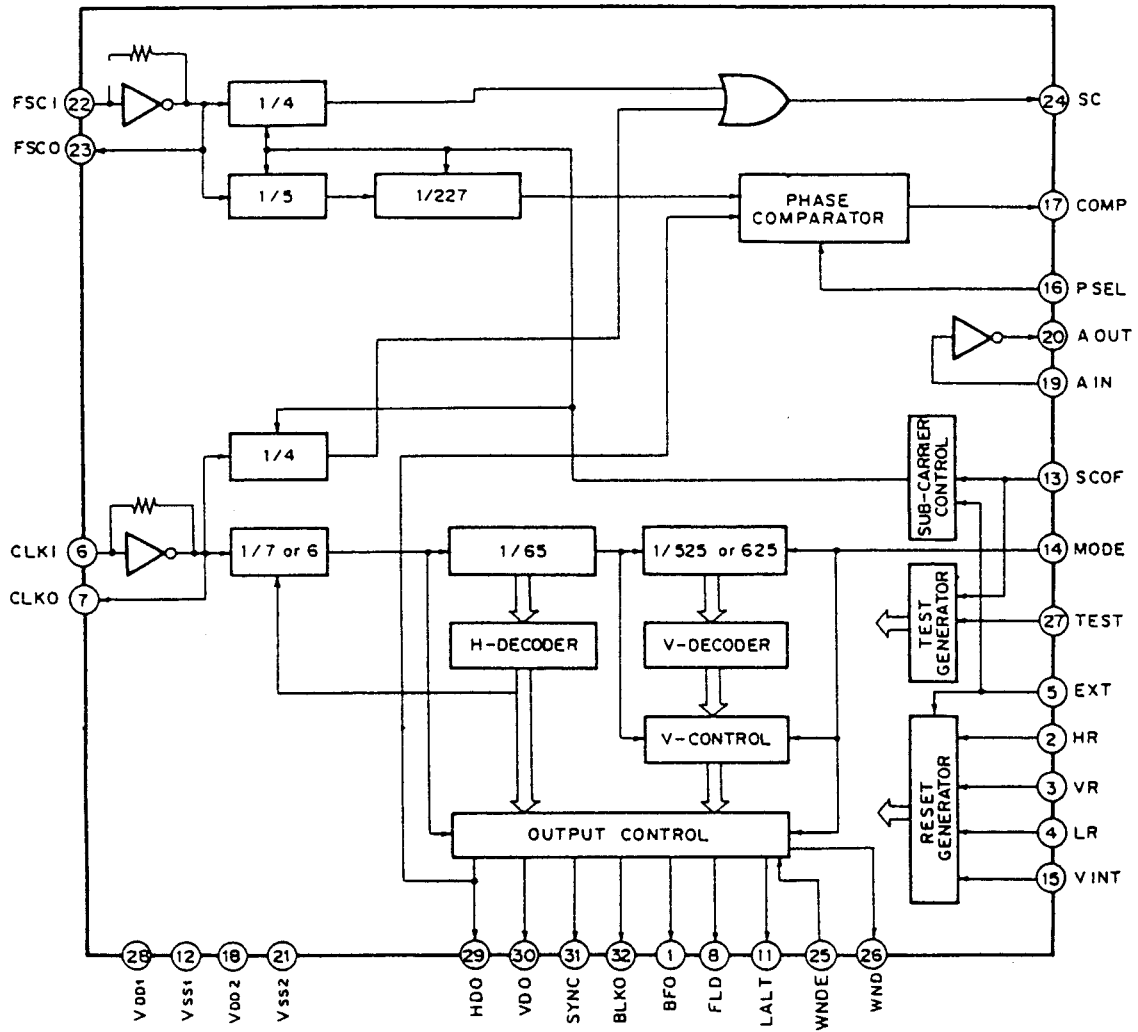 FSCI 22
1/4
24 SC
FSCO 23
1/5
1/227
PHASE
COMPARATOR
17 COMP
16 PSEL
20 A OUT
19 A IN
1/4
SUB-CARRIER
CONTROL
13 SCOF
CLKI 6
1/7 or 6
1/65
1/525 or 625
14 MODE
CLKO 7
TEST
GENERATOR
27 TEST
H-DECODER
V-DECODER
5 EXT
V-CONTROL
2 HR
RESET
GENERATOR
3 VR
OUTPUT CONTROL
4 LR
15 VINT
28 12 18 21 29 30 31 32 1 8 11 25 26
VDD1
VSS1
VDD2
VSS2
HDO
VDO
SYNC
BLKO
BFO
FLD
LALT
WNDE
WND